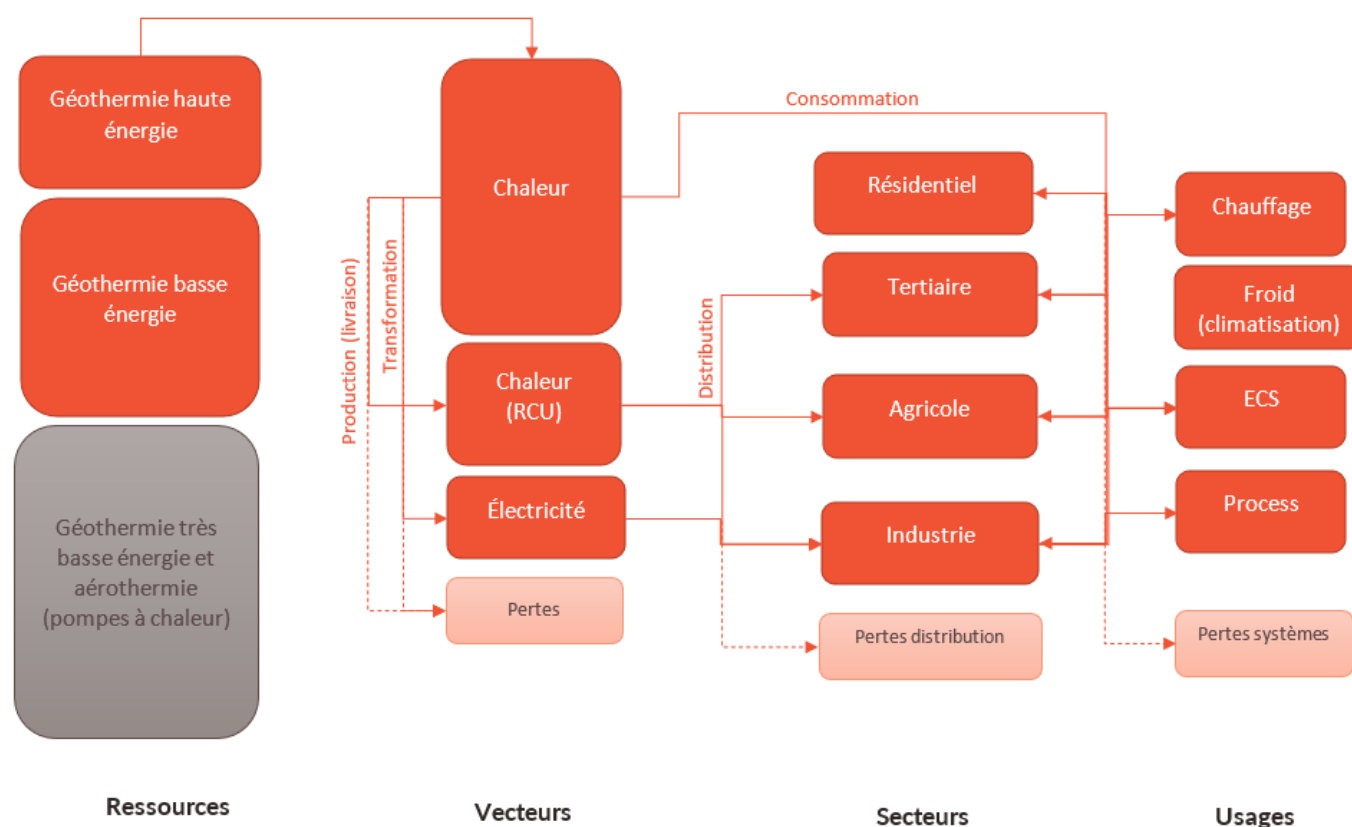 Géothermie haute
énergie
Géothermie basse
énergie
Géothermie très
basse énergie et
aérothermie
(pompes à chaleur)
Ressources
Production (livraison)
Transformation
Chaleur
Chaleur
(RCU)
Électricité
Pertes
Vecteurs
Consommation
Distribution
Résidentiel
Tertiaire
Agricole
Industrie
Pertes distribution
Secteurs
Chauffage
Froid
(climatisation)
ECS
Process
Pertes systèmes
Usages